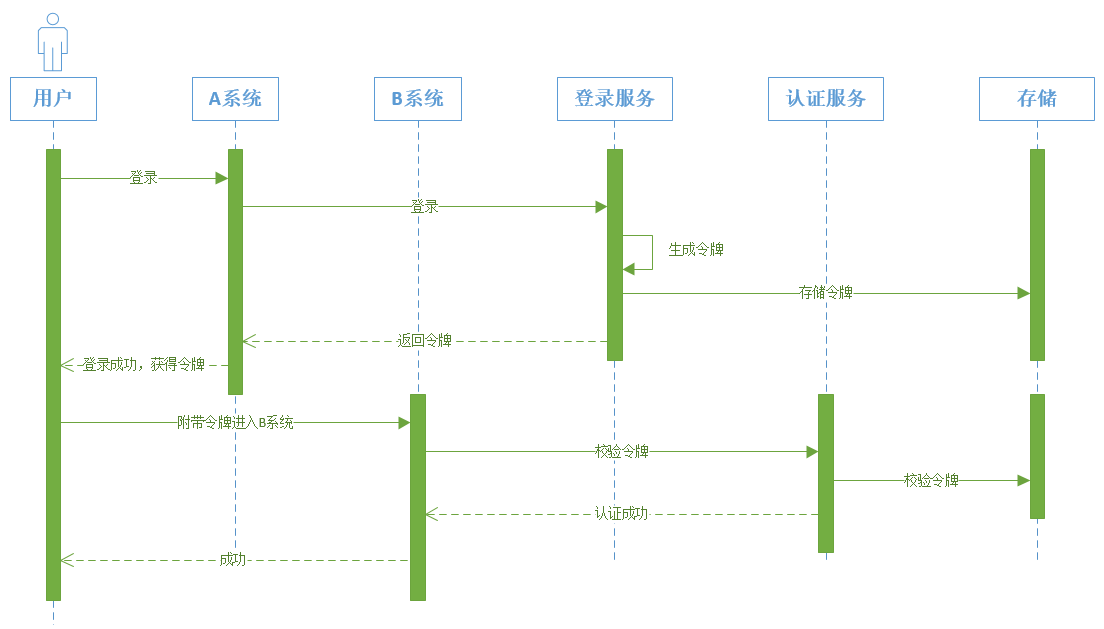 用户
A系统
B系统
登录服务
认证服务
存储
登录
登录
生成令牌
存储令牌
返回令牌
登录成功，获得令牌
附带令牌进入B系统
校验令牌
校验令牌
认证成功
成功